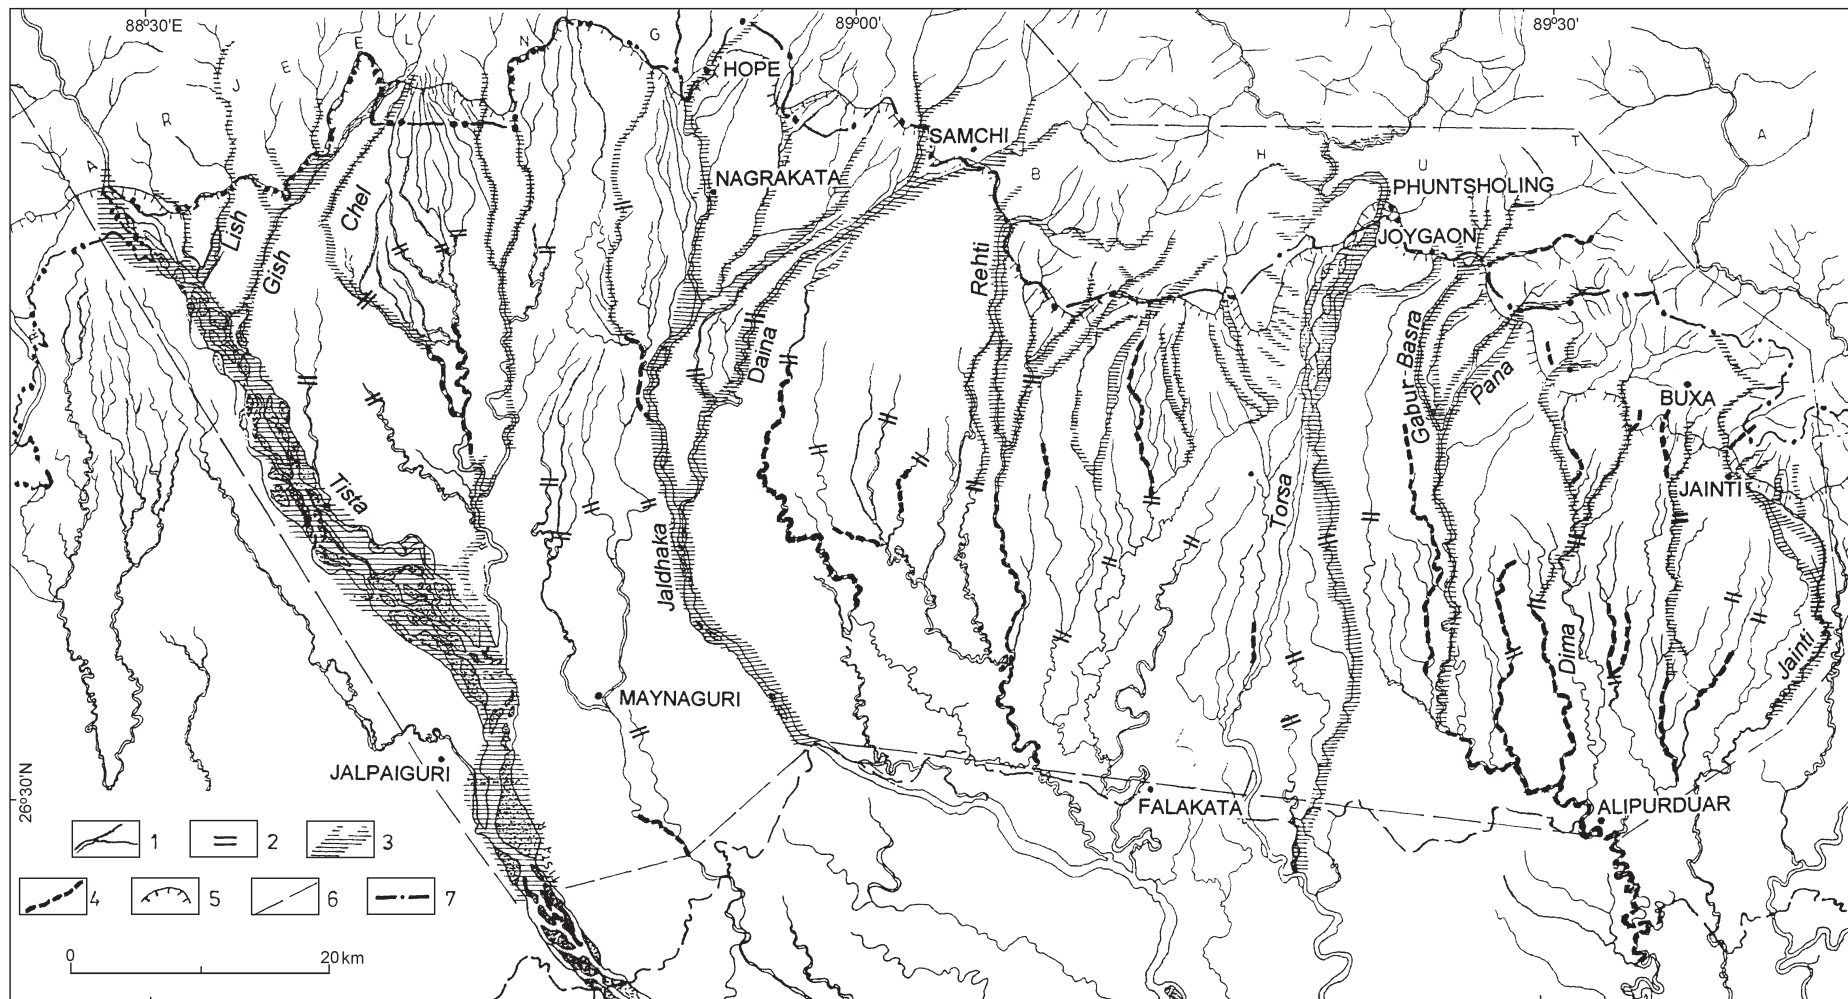 88°30'E
89°00'
89°30'
D A R J E E L I N G
B H U T A
HOPE
SAMCHI
NAGRAKATA
PHUNTSHOLING
JOYGAON
Lish
Gish
Chel
Rehti
Daina
Gabur-Basra
Pana
BUXA
JAINTI
Tista
Jaldhaka
Torsa
Dima
Jainti
MAYNAGURI
JALPAIGURI
FALAKATA
ALIPURDUAR
26°30'N
1
2
3
4
5
6
7
0 20 km